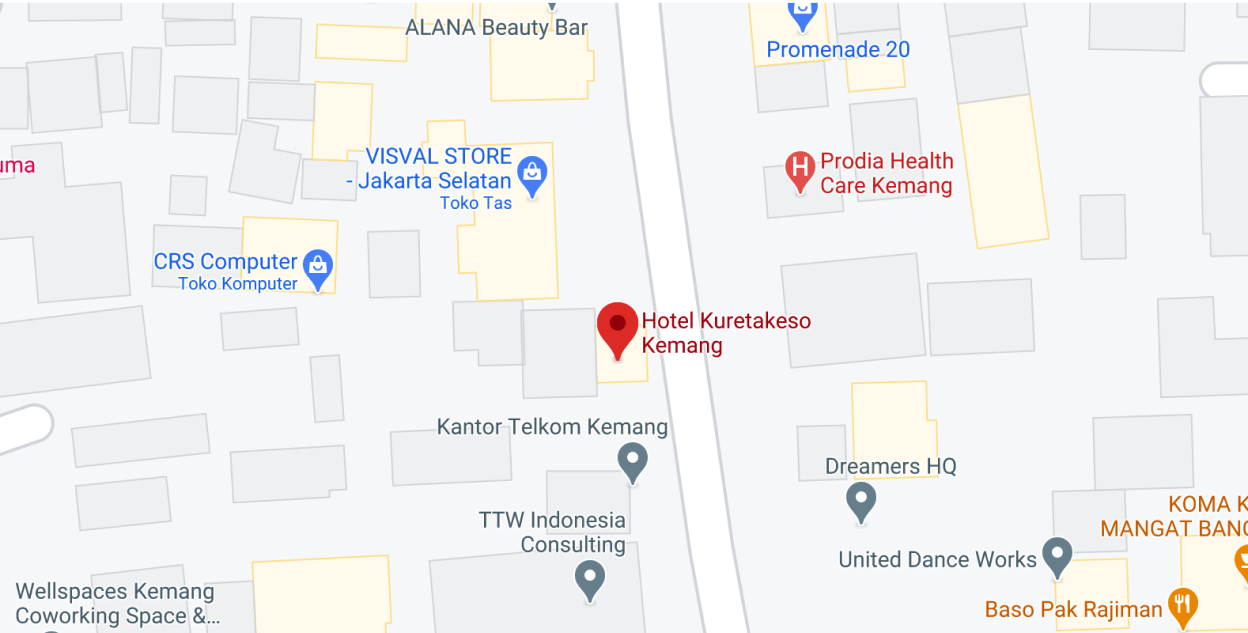 ALANA Beauty Bar
Promenade 20
uma
VISVAL STORE
- Jakarta Selatan
Toko Tas
Prodia Health
Care Kemang
CRS Computer
Toko Komputer
Hotel Kuretakeso
Kemang
Kantor Telkom Kemang
Dreamers HQ
TTW Indonesia
Consulting
KOMA K
MANGAT BANG
United Dance Works
Wellspaces Kemang
Coworking Space &...
Baso Pak Rajiman